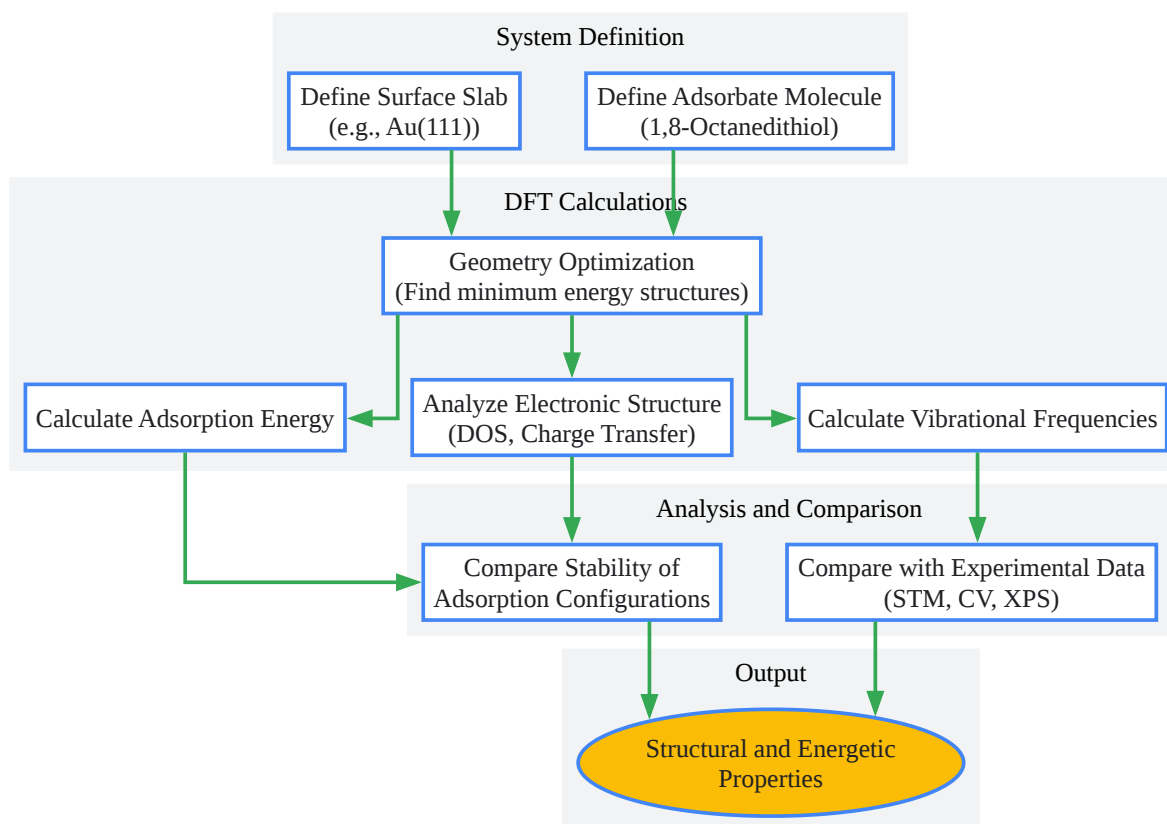 System Definition
Define Surface Slab
(e.g., Au(111))
Define Adsorbate Molecule
(1,8-Octanedithiol)
DFT Calculations
Geometry Optimization
(Find minimum energy structures)
Calculate Adsorption Energy
Analyze Electronic Structure
(DOS, Charge Transfer)
Calculate Vibrational Frequencies
Analysis and Comparison
Compare Stability of
Adsorption Configurations
Compare with Experimental Data
(STM, CV, XPS)
Output
Structural and Energetic
Properties